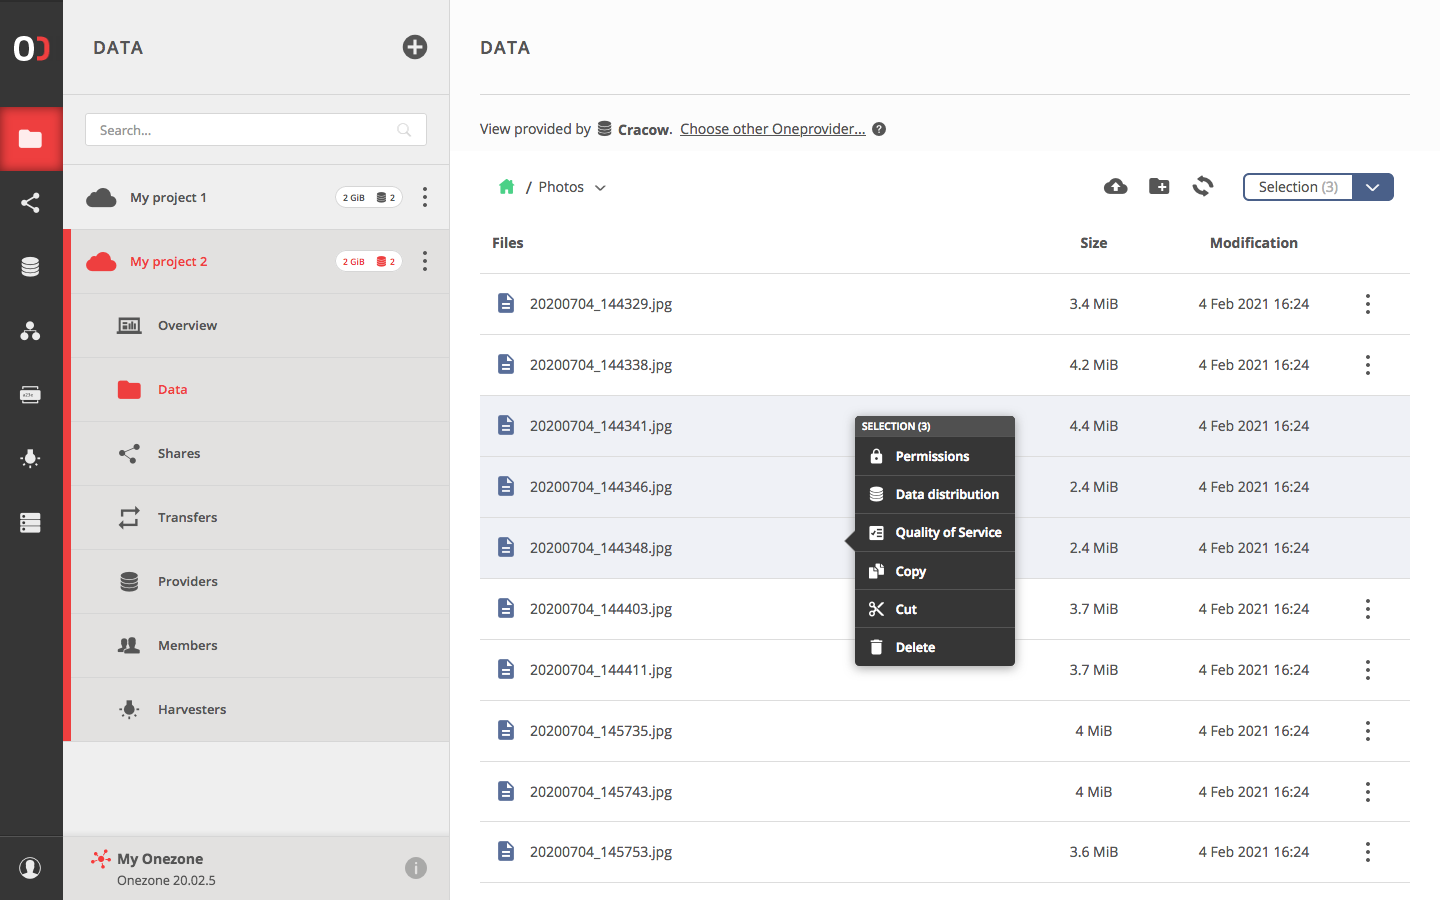 DATA
Search...
My project 1
2 GiB 2
My project 2
2 GiB 2
Overview
Data
Shares
Transfers
Providers
Members
Harvesters
My Onezone
Onezone 20.02.5
DATA
View provided by Cracow. Choose other Oneprovider... ?
/ Photos
Selection (3)
Files Size Modification
20200704_144329.jpg 3.4 MiB 4 Feb 2021 16:24
20200704_144338.jpg 4.2 MiB 4 Feb 2021 16:24
20200704_144341.jpg 4.4 MiB 4 Feb 2021 16:24
20200704_144346.jpg 2.4 MiB 4 Feb 2021 16:24
20200704_144348.jpg 2.4 MiB 4 Feb 2021 16:24
20200704_144403.jpg 3.7 MiB 4 Feb 2021 16:24
20200704_144411.jpg 3.7 MiB 4 Feb 2021 16:24
20200704_145735.jpg 4 MiB 4 Feb 2021 16:24
20200704_145743.jpg 4 MiB 4 Feb 2021 16:24
20200704_145753.jpg 3.6 MiB 4 Feb 2021 16:24
SELECTION (3)
Permissions
Data distribution
Quality of Service
Copy
Cut
Delete